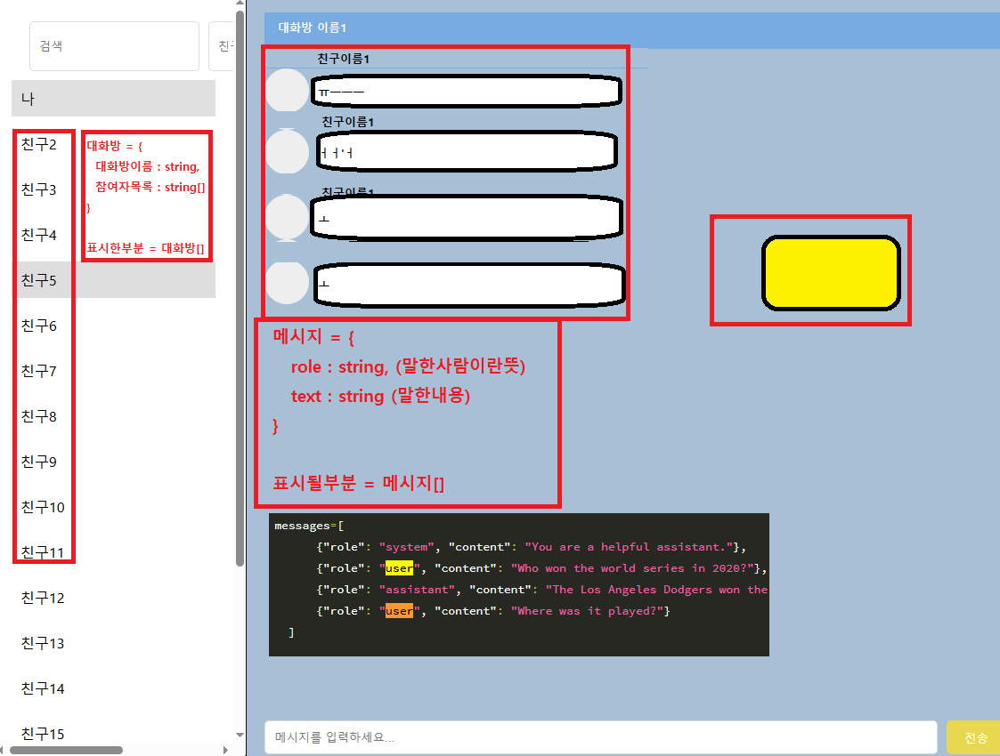 검색
친구
나
친구2
친구3
친구4
친구5
친구6
친구7
친구8
친구9
친구10
친구11
친구12
친구13
친구14
친구15
대화방 = {
대화방이름 : string,
참여자목록 : string[]
}
표시한부분 = 대화방[]
대화방 이름1
친구이름1
ㅠㅡㅡㅡ
친구이름1
ㅓㅓ'ㅓ
친구이름1
ㅗ
ㅗ
메시지 = {
role : string, (말한사람이란뜻)
text : string (말한내용)
}
표시될부분 = 메시지[]
messages=[
{"role": "system", "content": "You are a helpful assistant."},
{"role": "user", "content": "Who won the world series in 2020?"},
{"role": "assistant", "content": "The Los Angeles Dodgers won the
{"role": "user", "content": "Where was it played?"}
]
메시지를 입력하세요...
전송